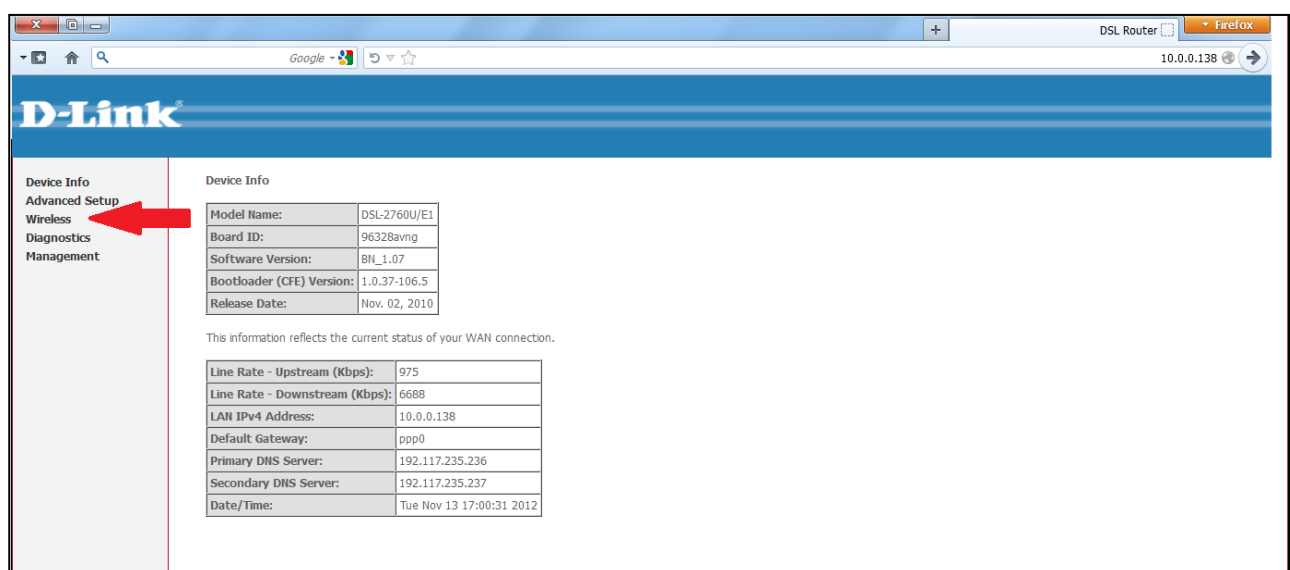 DSL Router
Firefox
Google
10.0.0.138
D-Link
Device Info
Advanced Setup
Wireless
Diagnostics
Management
Device Info
Model Name: DSL-2760U/E1
Board ID: 96328avng
Software Version: BN_1.07
Bootloader (CFE) Version: 1.0.37-106.5
Release Date: Nov. 02, 2010
This information reflects the current status of your WAN connection.
Line Rate - Upstream (Kbps): 975
Line Rate - Downstream (Kbps): 6688
LAN IPv4 Address: 10.0.0.138
Default Gateway: ppp0
Primary DNS Server: 192.117.235.236
Secondary DNS Server: 192.117.235.237
Date/Time: Tue Nov 13 17:00:31 2012